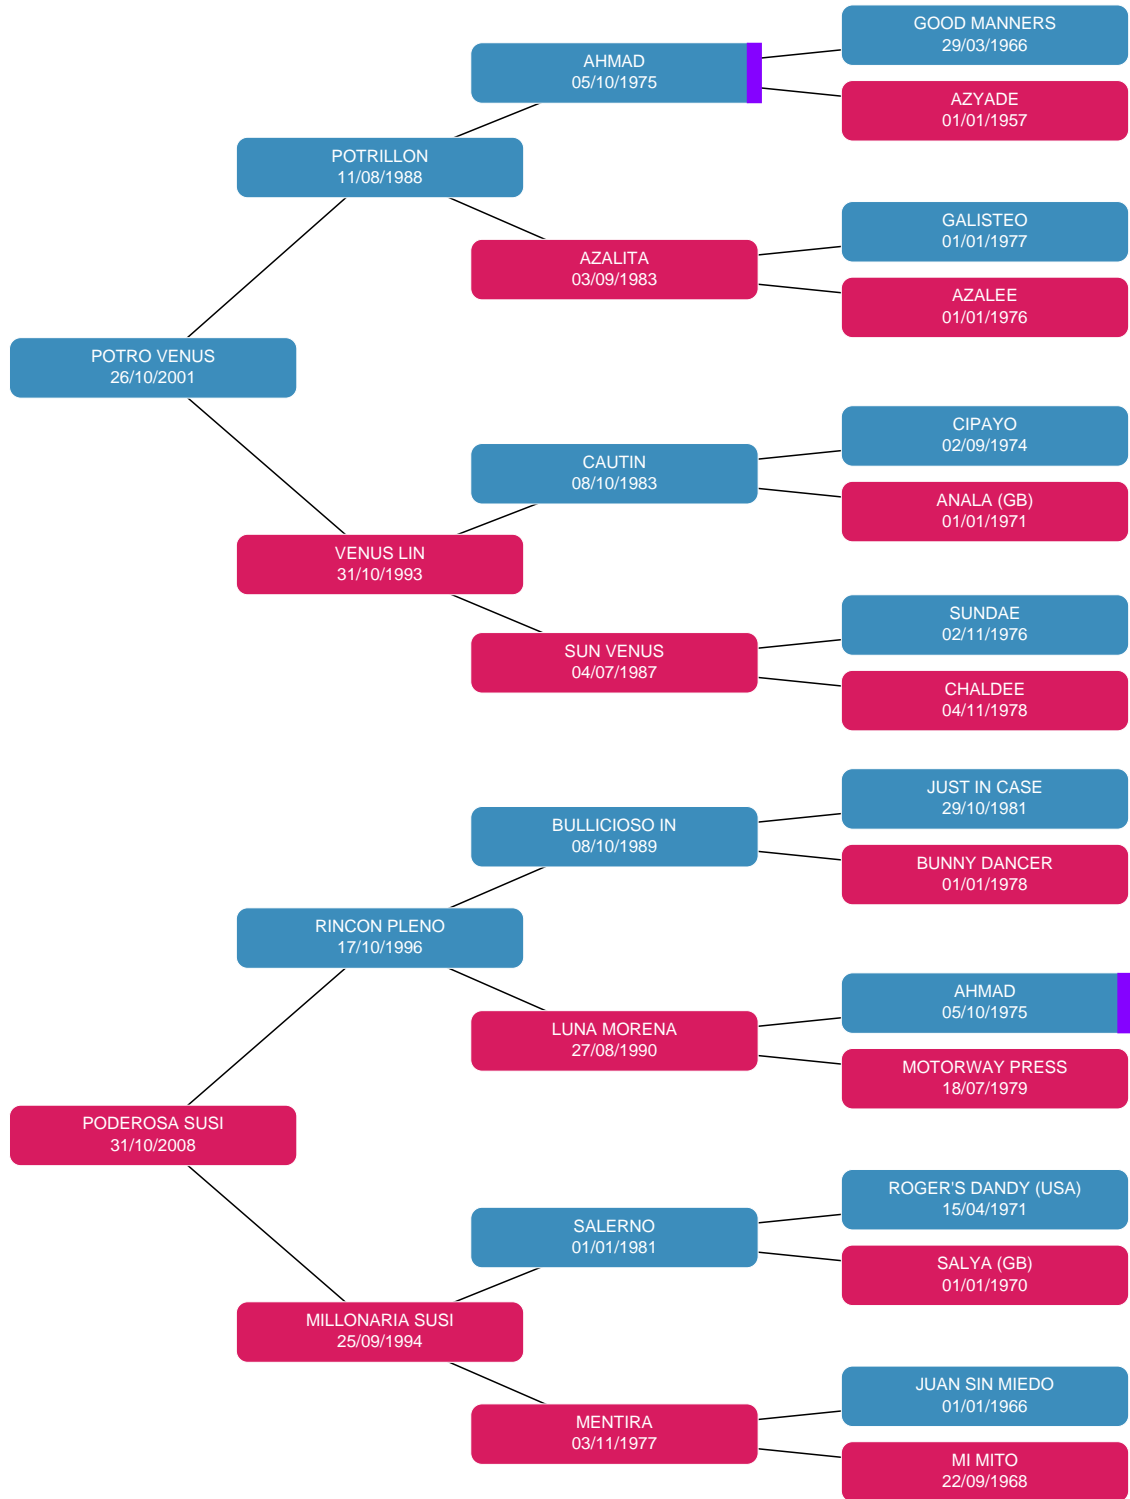 GOOD MANNERS
29/03/1966
AHMAD
05/10/1975
AZYADE
01/01/1957
POTRILLON
11/08/1988
GALISTEO
01/01/1977
AZALITA
03/09/1983
AZALEE
01/01/1976
POTRO VENUS
26/10/2001
CIPAYO
02/09/1974
CAUTIN
08/10/1983
ANALA (GB)
01/01/1971
VENUS LIN
31/10/1993
SUNDAE
02/11/1976
SUN VENUS
04/07/1987
CHALDEE
04/11/1978
JUST IN CASE
29/10/1981
BULLICIOSO IN
08/10/1989
BUNNY DANCER
01/01/1978
RINCON PLENO
17/10/1996
AHMAD
05/10/1975
LUNA MORENA
27/08/1990
MOTORWAY PRESS
18/07/1979
PODEROSA SUSI
31/10/2008
ROGER'S DANDY (USA)
15/04/1971
SALERNO
01/01/1981
SALYA (GB)
01/01/1970
MILLONARIA SUSI
25/09/1994
JUAN SIN MIEDO
01/01/1966
MENTIRA
03/11/1977
MI MITO
22/09/1968